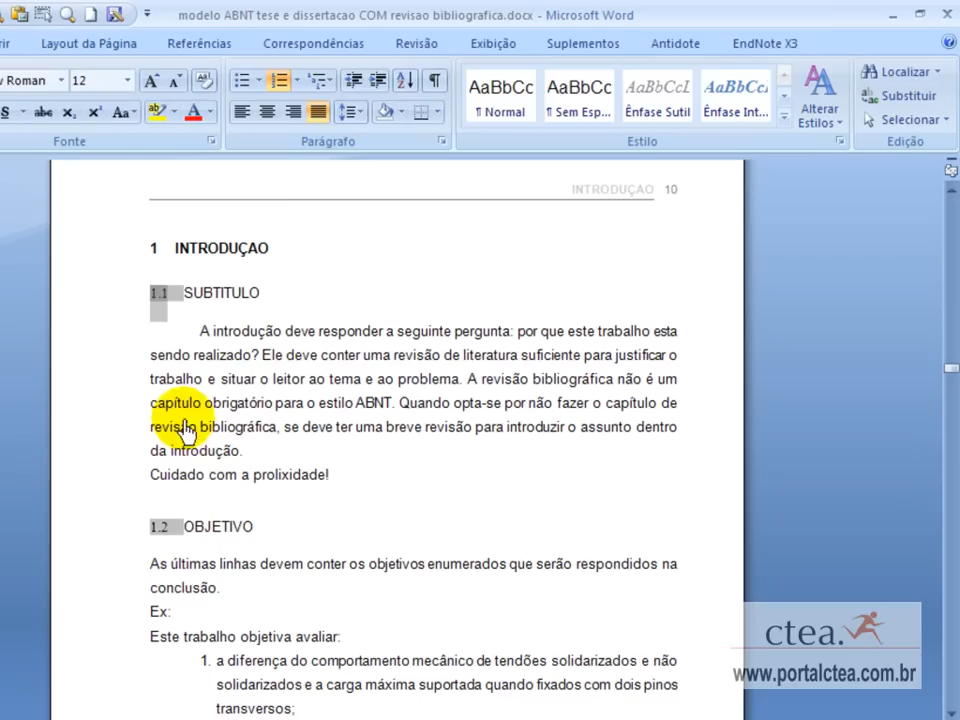 modelo ABNT tese e dissertacao COM revisao bibliografica.docx - Microsoft Word
Layout da Página Referências Correspondências Revisão Exibição Suplementos Antidote EndNote X3
Roman 12
AaBbCc AaBbCc AaBbCcL AaBbCc
¶ Normal ¶ Sem Esp... Ênfase Sutil Ênfase Int...
Alterar Estilos
Localizar
Substituir
Selecionar
Fonte Parágrafo Estilo Edição
INTRODUÇAO 10
1 INTRODUÇAO
1.1 SUBTITULO
A introdução deve responder a seguinte pergunta: por que este trabalho esta
sendo realizado? Ele deve conter uma revisão de literatura suficiente para justificar o
trabalho e situar o leitor ao tema e ao problema. A revisão bibliográfica não é um
capítulo obrigatório para o estilo ABNT. Quando opta-se por não fazer o capítulo de
revisão bibliográfica, se deve ter uma breve revisão para introduzir o assunto dentro
da introdução.
Cuidado com a prolixidade!
1.2 OBJETIVO
As últimas linhas devem conter os objetivos enumerados que serão respondidos na
conclusão.
Ex:
Este trabalho objetiva avaliar:
1. a diferença do comportamento mecânico de tendões solidarizados e não
solidarizados e a carga máxima suportada quando fixados com dois pinos
transversos;
ctea.
www.portalctea.com.br